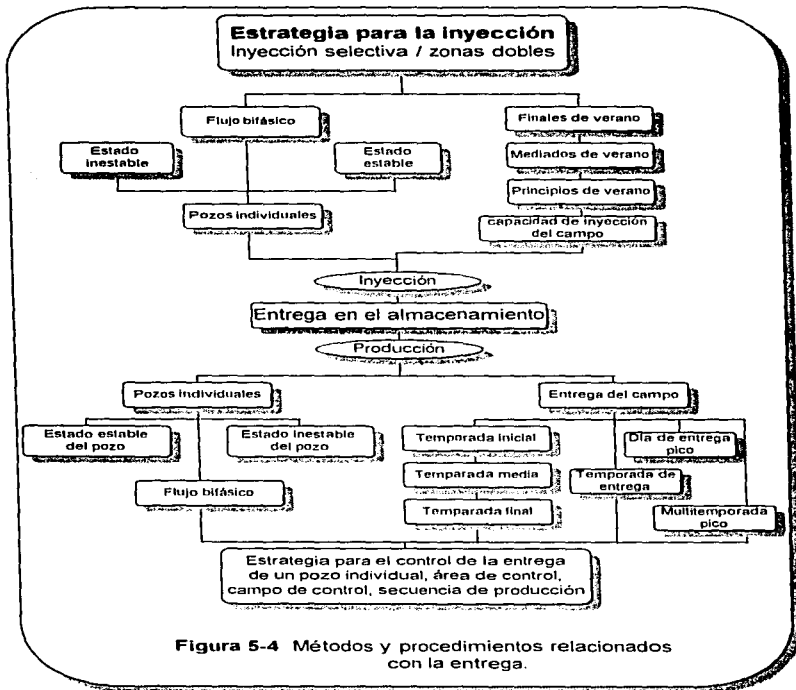 Estrategia para la inyección
Inyección selectiva / zonas dobles
Flujo bifásico
Finales de verano
Estado
inestable
Estado
estable
Mediados de verano
Principios de verano
Pozos individuales
capacidad de inyección
del campo
Inyección
Entrega en el almacenamiento
Producción
Pozos individuales
Entrega del campo
Estado estable
del pozo
Estado inestable
del pozo
Temporada inicial
Día de entrega
pico
Temparada media
Temporada de
entrega
Flujo bifásico
Temparada final
Multitemporada
pico
Estrategia para el control de la entrega
de un pozo individual, área de control,
campo de control, secuencia de producción
Figura 5-4 Métodos y procedimientos relacionados
con la entrega.